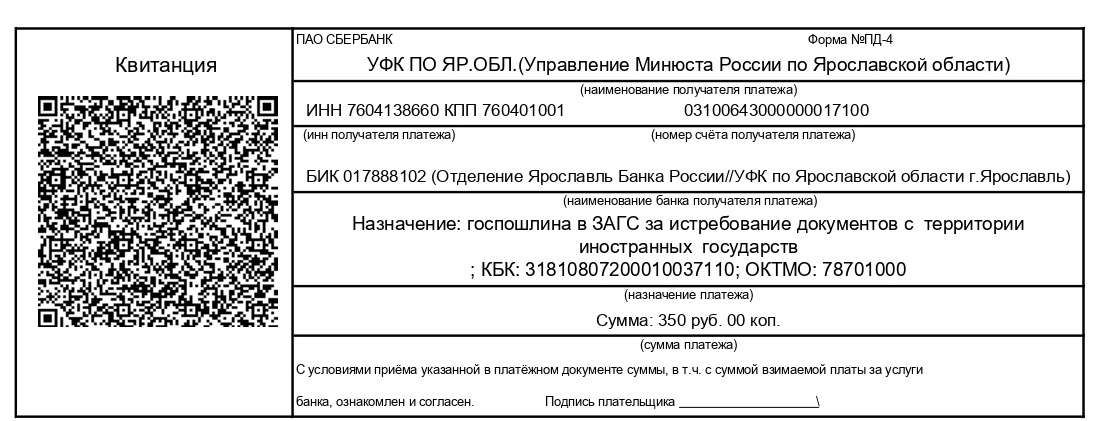 Квитанция
ПАО СБЕРБАНК Форма №ПД-4
УФК ПО ЯР.ОБЛ.(Управление Минюста России по Ярославской области)
(наименование получателя платежа)
ИНН 7604138660 КПП 760401001 03100643000000017100
(инн получателя платежа) (номер счёта получателя платежа)
БИК 017888102 (Отделение Ярославль Банка России//УФК по Ярославской области г.Ярославль)
(наименование банка получателя платежа)
Назначение: госпошлина в ЗАГС за истребование документов с территории
иностранных государств
; КБК: 31810807200010037110; ОКТМО: 78701000
(назначение платежа)
Сумма: 350 руб. 00 коп.
(сумма платежа)
С условиями приёма указанной в платёжном документе суммы, в т.ч. с суммой взимаемой платы за услуги
банка, ознакомлен и согласен. Подпись плательщика ____________________\